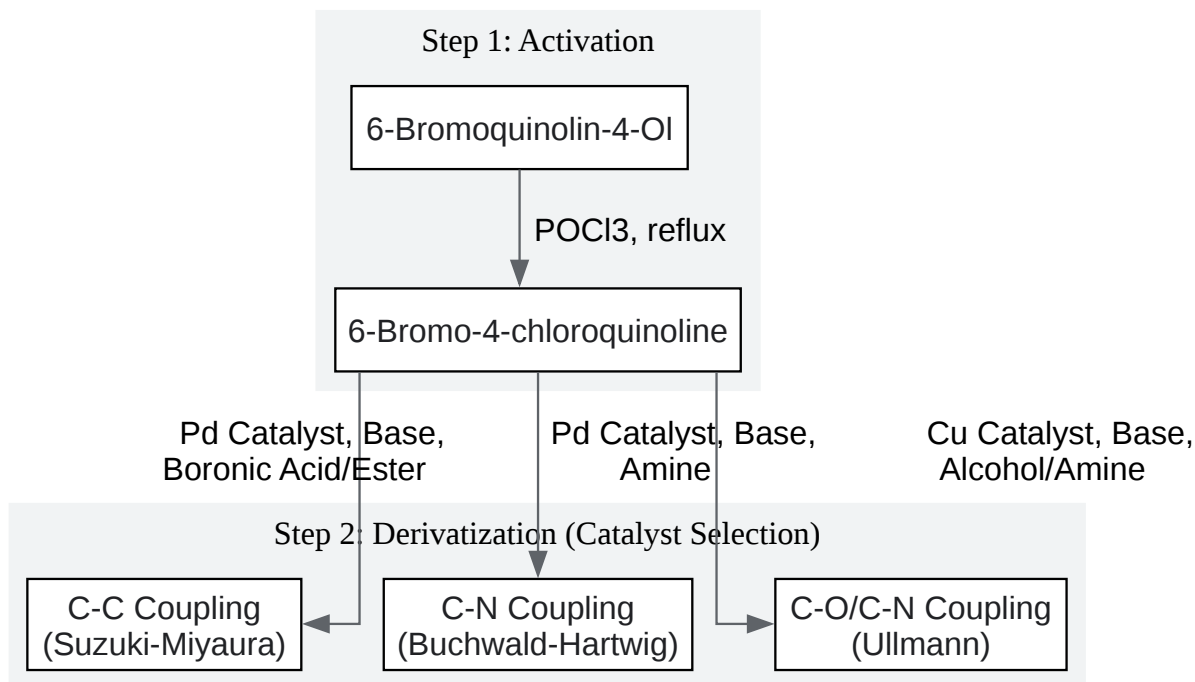 Step 1: Activation
6-Bromoquinolin-4-Ol
POCl3, reflux
6-Bromo-4-chloroquinoline
Pd Catalyst, Base,
Boronic Acid/Ester
Pd Catalyst, Base,
Amine
Cu Catalyst, Base,
Alcohol/Amine
Step 2: Derivatization (Catalyst Selection)
C-C Coupling
(Suzuki-Miyaura)
C-N Coupling
(Buchwald-Hartwig)
C-O/C-N Coupling
(Ullmann)